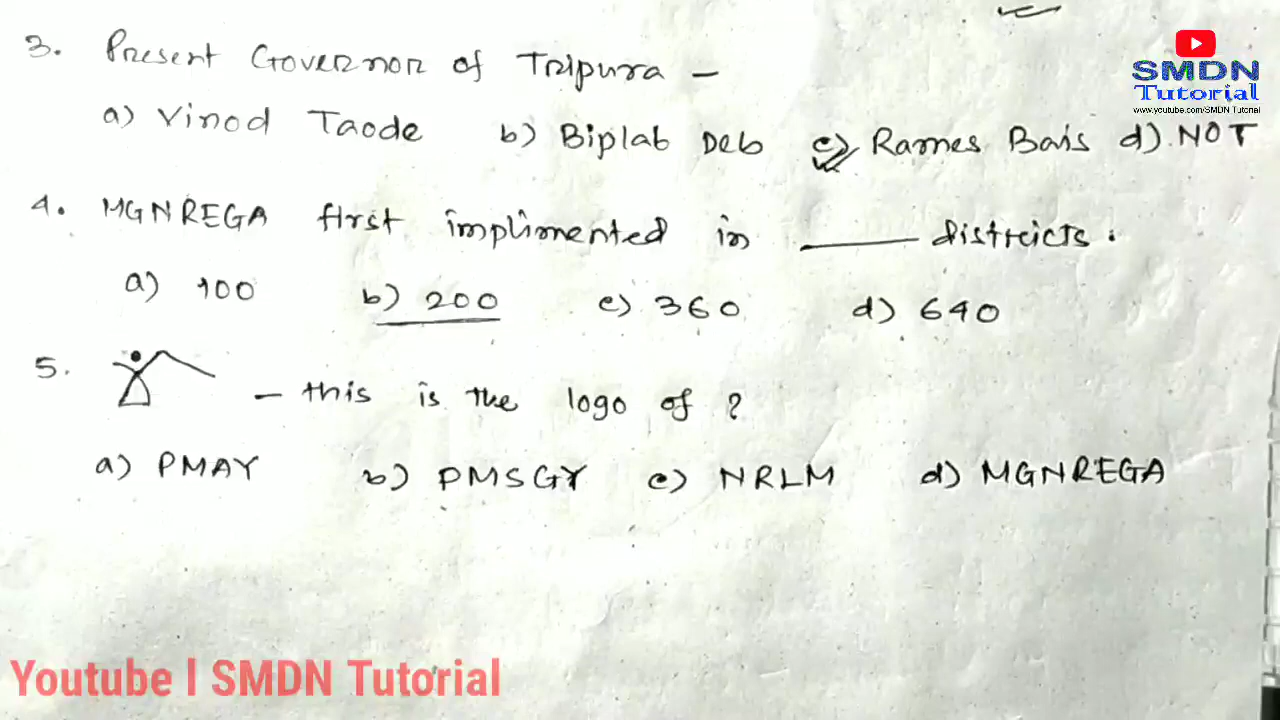 3. Present Governor of Tripura –
a) Vinod Taode b) Biplab Deb c) Rames Bais d) NOT
4. MGNREGA first implimented in ______ districts.
a) 100 b) 200 c) 360 d) 640
5. – this is the logo of ?
a) PMAY b) PMSGY c) NRLM d) MGNREGA
SMDN
Tutorial
www.youtube.com/SMDN Tutorial
Youtube l SMDN Tutorial